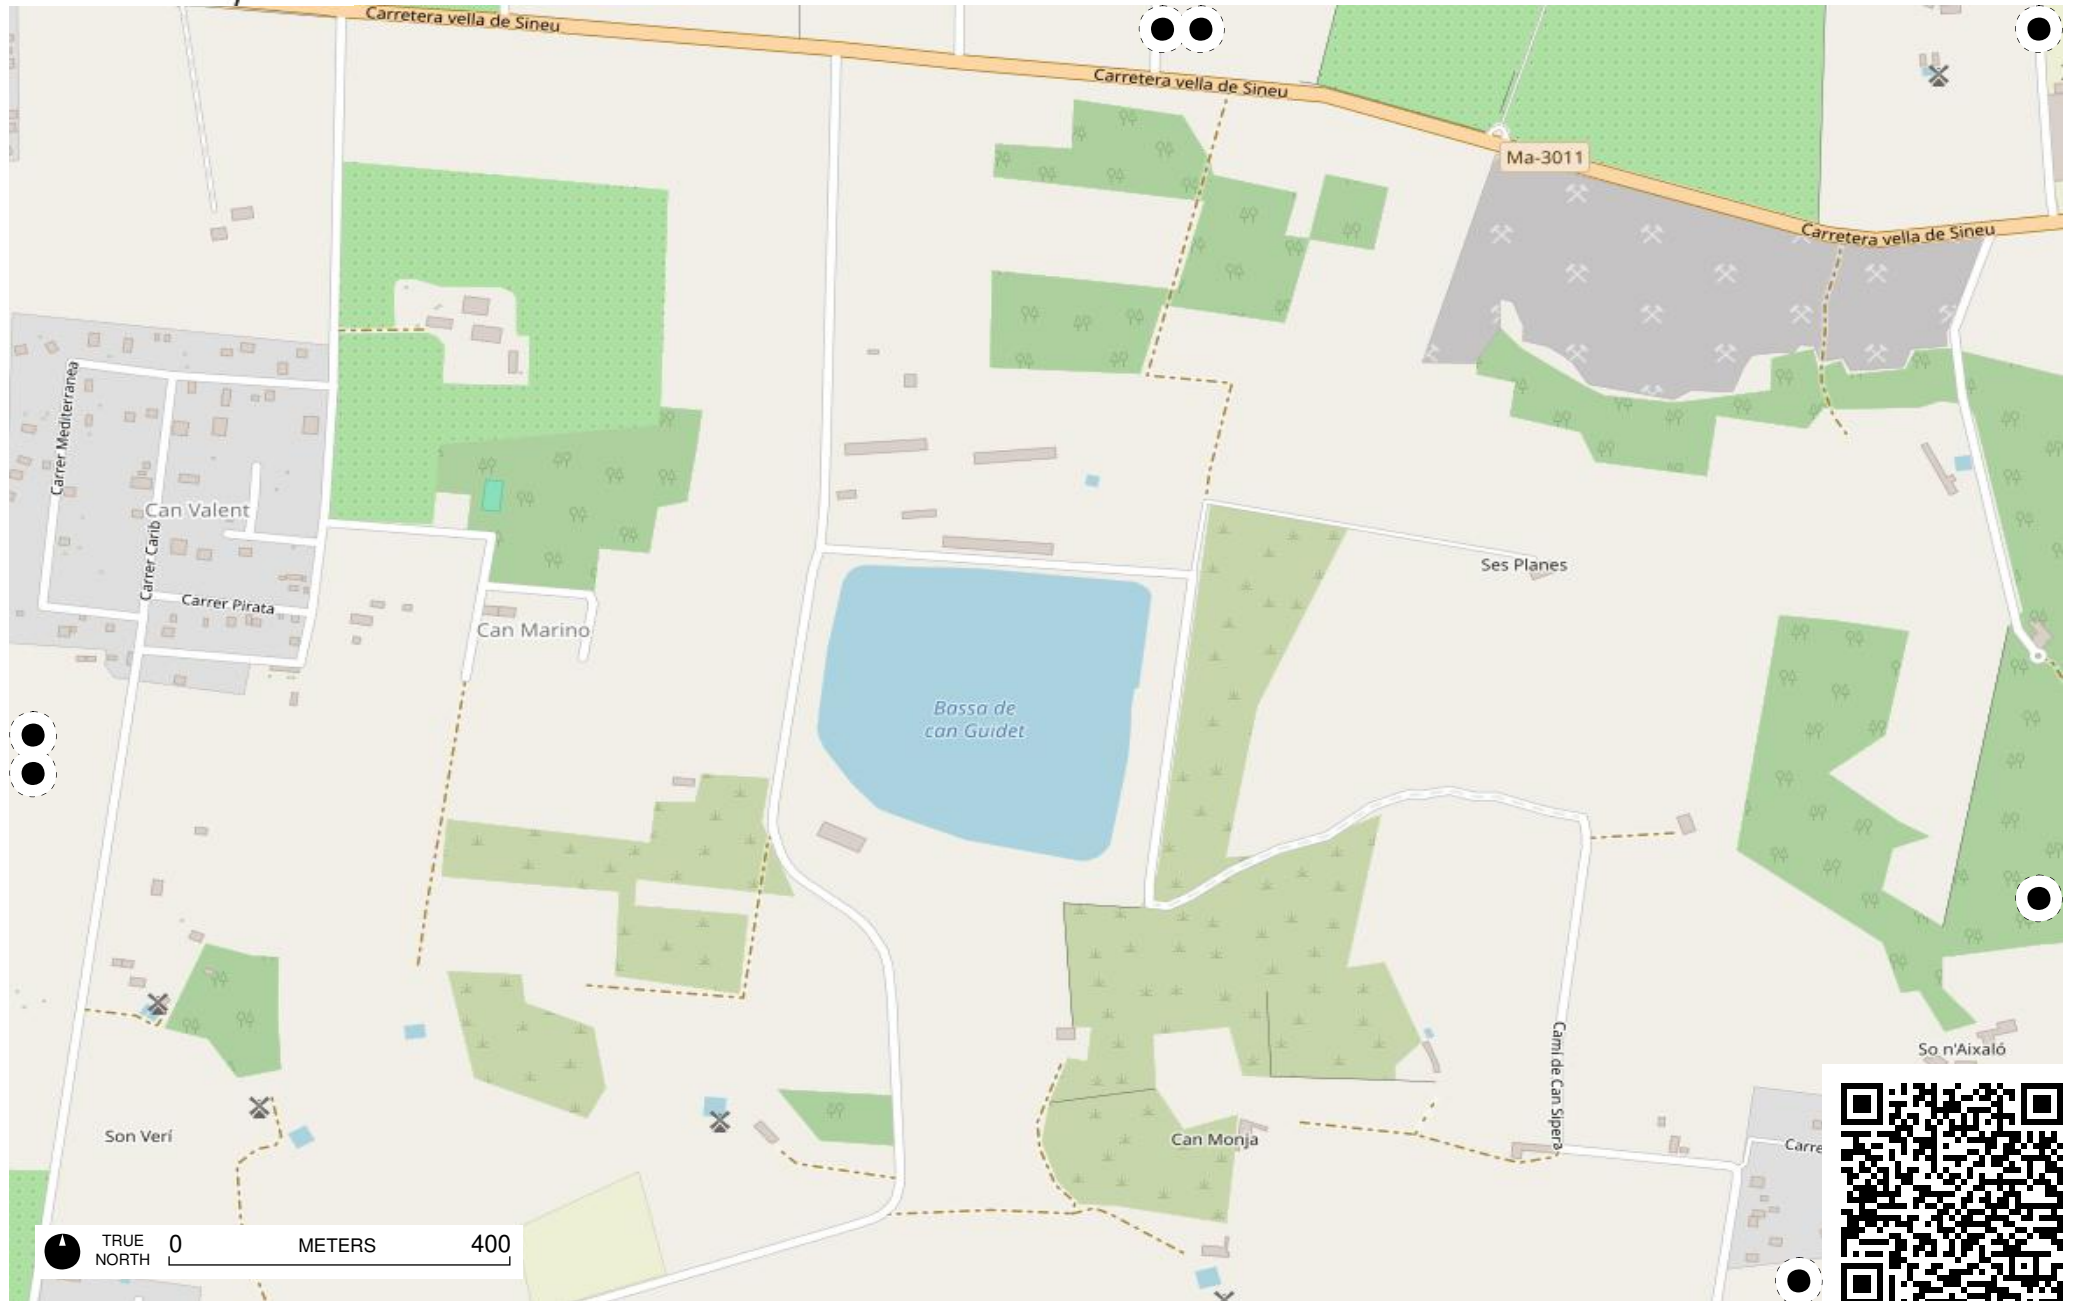 Carretera vella de Sineu
Carretera vella de Sineu
Ma-3011
Carretera vella de Sineu
Carrer Mediterranea
Can Valent
Carrer Carib
Carrer Pirata
Can Marino
Ses Planes
Bassa de
can Guidet
Camí de Can Sipera
So n'Aixaló
Son Verí
Can Monja
Carre
TRUE
NORTH
0 METERS 400